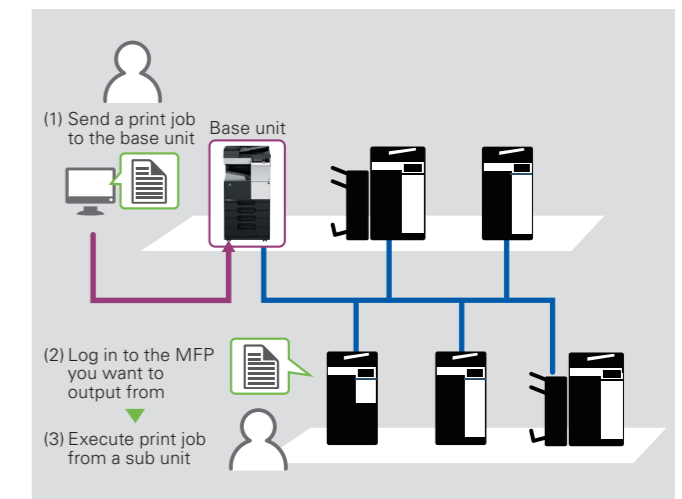 (1) Send a print job
to the base unit
Base unit
(2) Log in to the MFP
you want to
output from
(3) Execute print job
from a sub unit